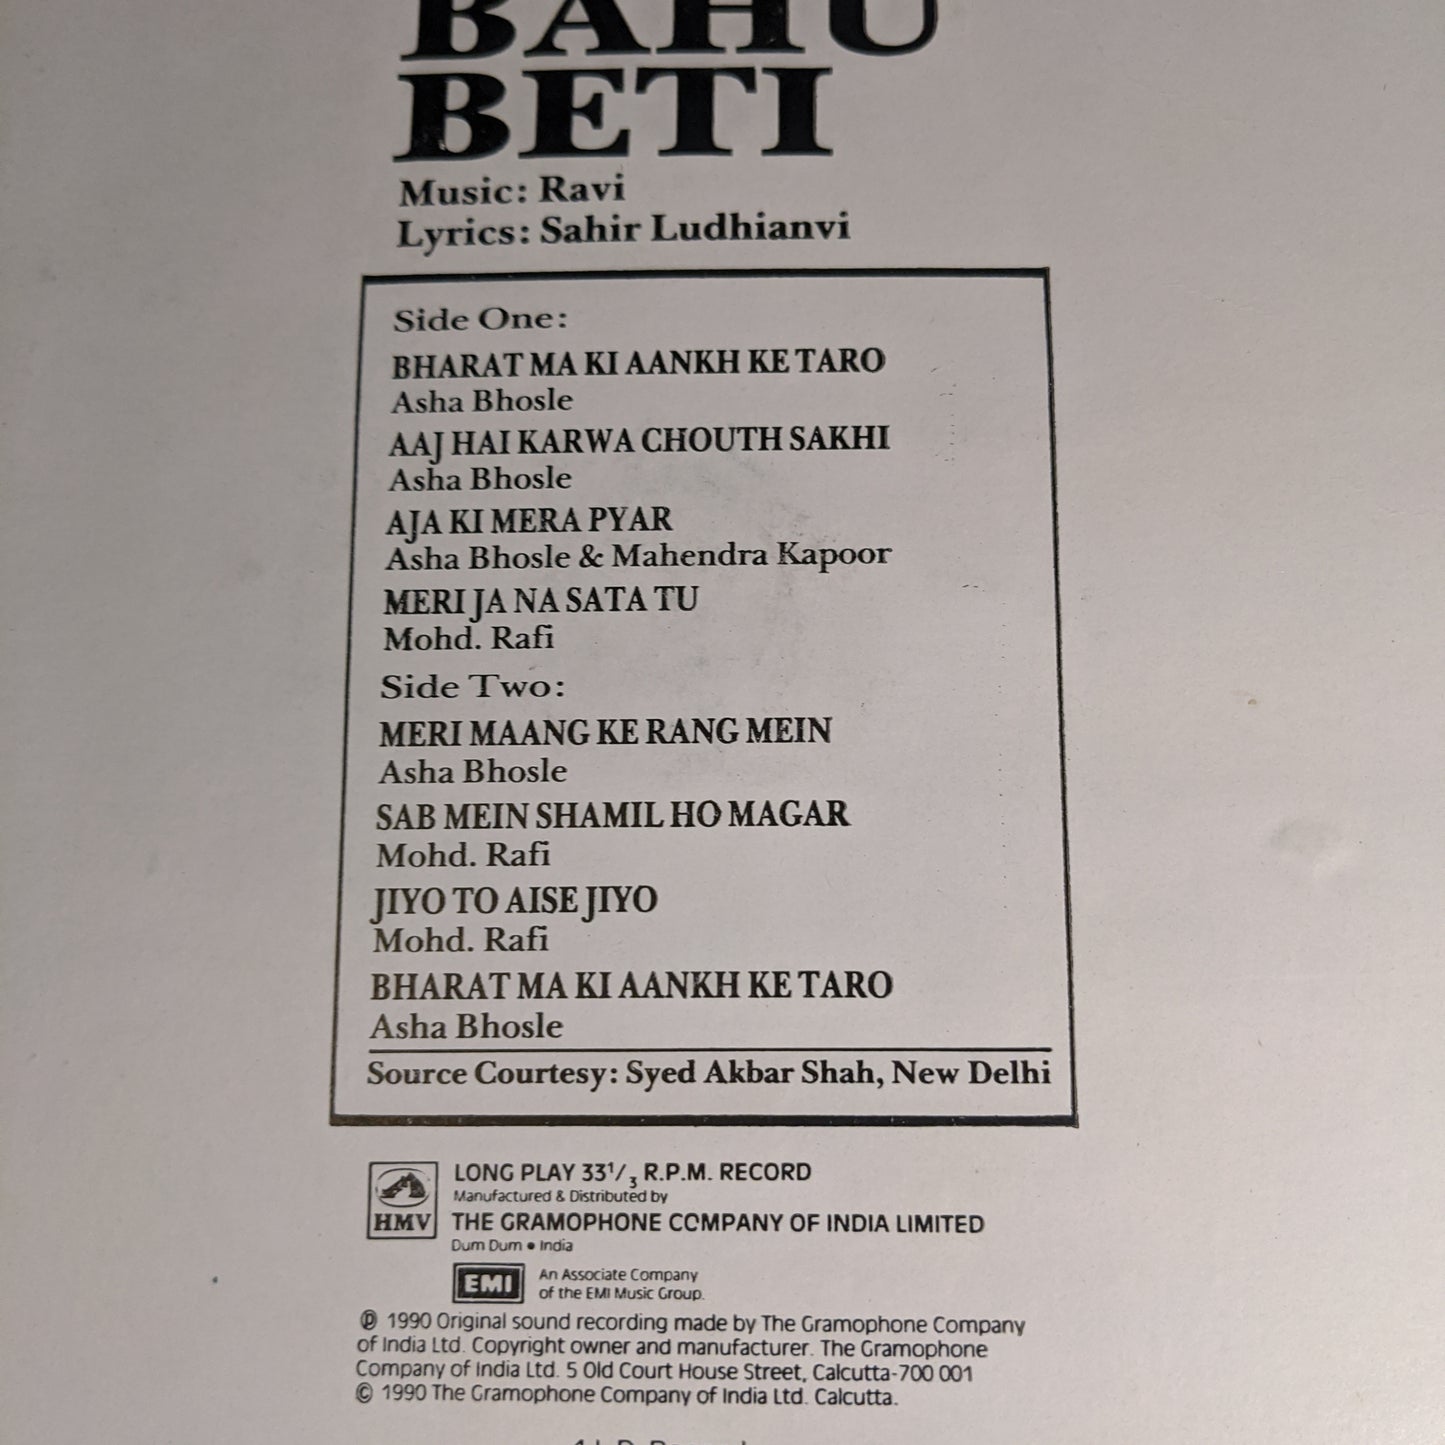 BAHU
BETI
Music: Ravi
Lyrics: Sahir Ludhianvi
Side One:
BHARAT MA KI AANKH KE TARO
Asha Bhosle
AAJ HAI KARWA CHOUTH SAKHI
Asha Bhosle
AJA KI MERA PYAR
Asha Bhosle & Mahendra Kapoor
MERI JA NA SATA TU
Mohd. Rafi
Side Two:
MERI MAANG KE RANG MEIN
Asha Bhosle
SAB MEIN SHAMIL HO MAGAR
Mohd. Rafi
JIYO TO AISE JIYO
Mohd. Rafi
BHARAT MA KI AANKH KE TARO
Asha Bhosle
Source Courtesy: Syed Akbar Shah, New Delhi
HMV
LONG PLAY 33 1/3 R.P.M. RECORD
Manufactured & Distributed by
THE GRAMOPHONE COMPANY OF INDIA LIMITED
Dum Dum • India
EMI
An Associate Company
of the EMI Music Group.
℗ 1990 Original sound recording made by The Gramophone Company
of India Ltd. Copyright owner and manufacturer. The Gramophone
Company of India Ltd. 5 Old Court House Street, Calcutta-700 001
© 1990 The Gramophone Company of India Ltd. Calcutta.